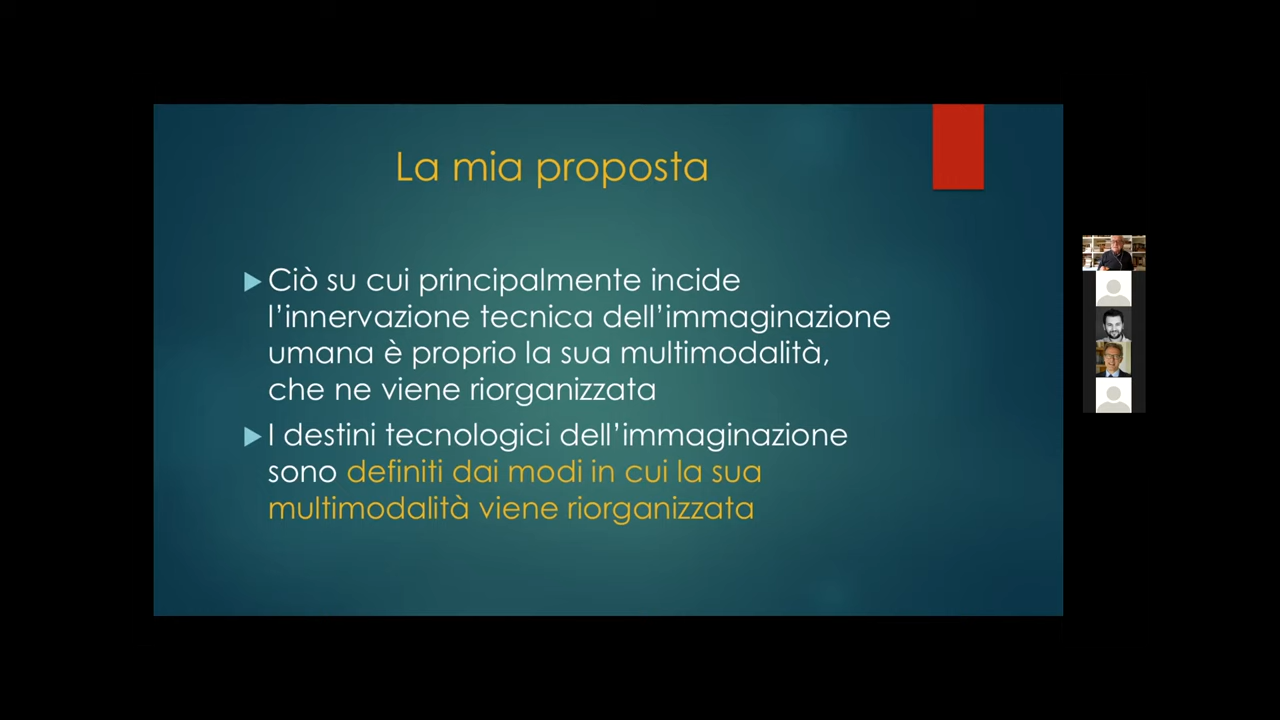 La mia proposta
Ciò su cui principalmente incide
l’innervazione tecnica dell’immaginazione
umana è proprio la sua multimodalità,
che ne viene riorganizzata
I destini tecnologici dell’immaginazione
sono definiti dai modi in cui la sua
multimodalità viene riorganizzata